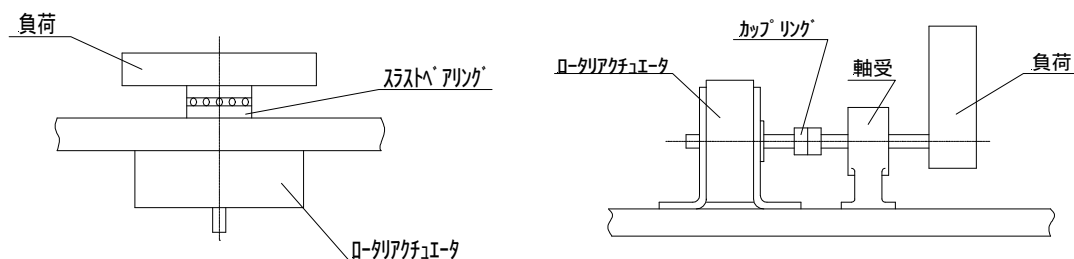 負荷
スラストベアリング
ロータリアクチュエータ
カップリング
ロータリアクチュエータ
軸受
負荷